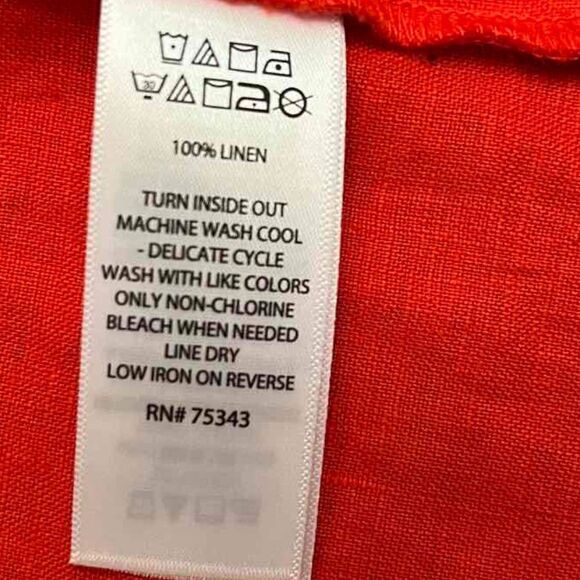 30
100% LINEN
TURN INSIDE OUT
MACHINE WASH COOL
- DELICATE CYCLE
WASH WITH LIKE COLORS
ONLY NON-CHLORINE
BLEACH WHEN NEEDED
LINE DRY
LOW IRON ON REVERSE
RN# 75343